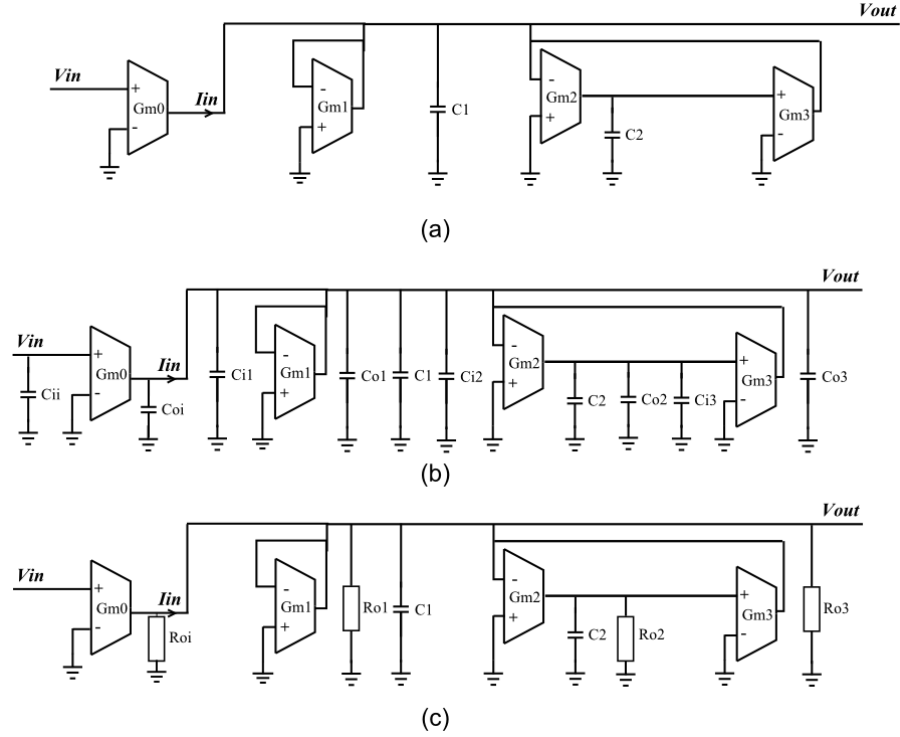 Vout
Vin
+
Gm0
-
Iin
-
Gm1
+
C1
-
Gm2
+
C2
+
Gm3
-
(a)
Vout
Vin
Cii
+
Gm0
-
Iin
Coi
Ci1
-
Gm1
+
Co1
C1
Ci2
-
Gm2
+
C2
Co2
Ci3
+
Gm3
-
Co3
(b)
Vout
Vin
+
Gm0
-
Iin
Roi
-
Gm1
+
Ro1
C1
-
Gm2
+
C2
Ro2
+
Gm3
-
Ro3
(c)